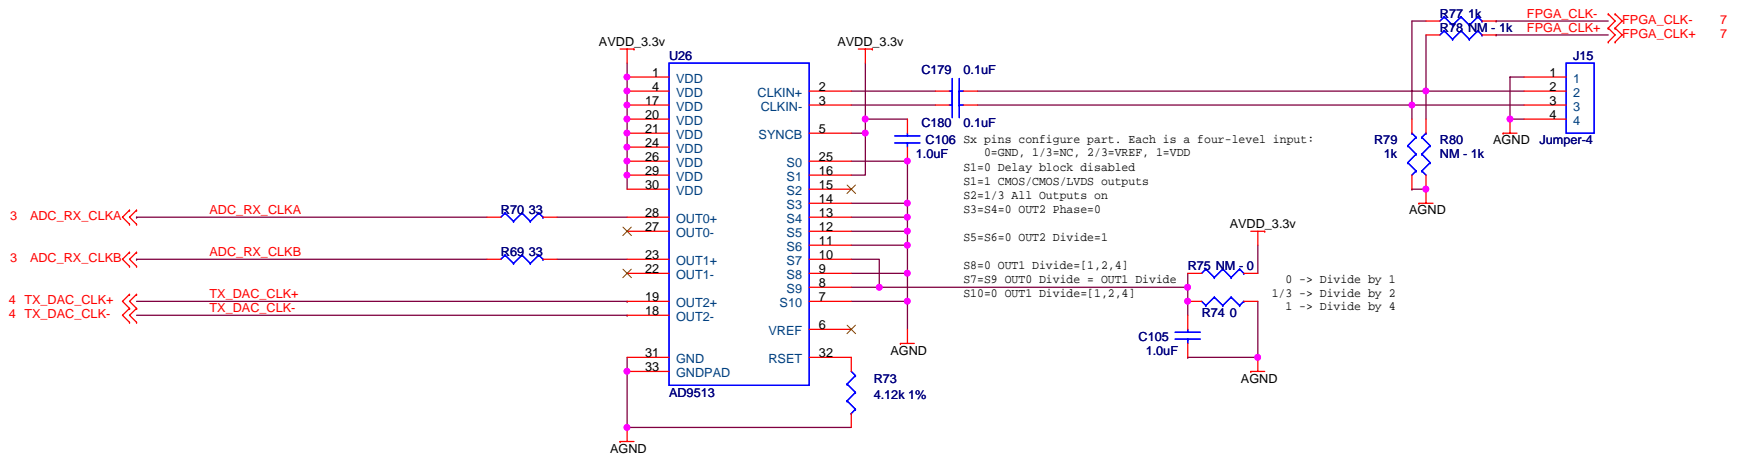 R77 1k FPGA_CLK- FPGA_CLK- 7
R78 NM - 1k FPGA_CLK+ FPGA_CLK+ 7
AVDD_3.3v AVDD_3.3v
U26 J15
C179 0.1uF
1 VDD 1 1
4 VDD CLKIN+ 2 2 2
17 VDD CLKIN- 3 3 3
20 VDD 4 4
C180 0.1uF
21 VDD SYNCB 5
AGND
C106 Sx pins configure part. Each is a four-level input:
R79 R80 Jumper-4
24 VDD
1.0uF 0=GND, 1/3=NC, 2/3=VREF, 1=VDD
1k NM - 1k
26 VDD S0 25
S1=0 Delay block disabled
29 VDD S1 16
S1=1 CMOS/CMOS/LVDS outputs
30 VDD S2 15
S2=1/3 All Outputs on
S3 14
S3=S4=0 OUT2 Phase=0
AGND
3 ADC_RX_CLKA ADC_RX_CLKA R70 33 28 OUT0+ S4 13
AVDD_3.3v
27 OUT0- S5 12
S5=S6=0 OUT2 Divide=1
S6 11
3 ADC_RX_CLKB ADC_RX_CLKB R69 33 23 OUT1+ S7 10
S8=0 OUT1 Divide=[1,2,4]
R75 NM - 0
22 OUT1- S8 9
S7=S9 OUT0 Divide = OUT1 Divide
0 -> Divide by 1
S9 8
S10=0 OUT1 Divide=[1,2,4]
1/3 -> Divide by 2
4 TX_DAC_CLK+ TX_DAC_CLK+ 19 OUT2+ S10 7
1 -> Divide by 4
4 TX_DAC_CLK- TX_DAC_CLK- 18 OUT2-
R74 0
VREF 6
C105
1.0uF
AGND
31 GND RSET 32
33 GNDPAD
R73
AGND
AD9513
4.12k 1%
AGND